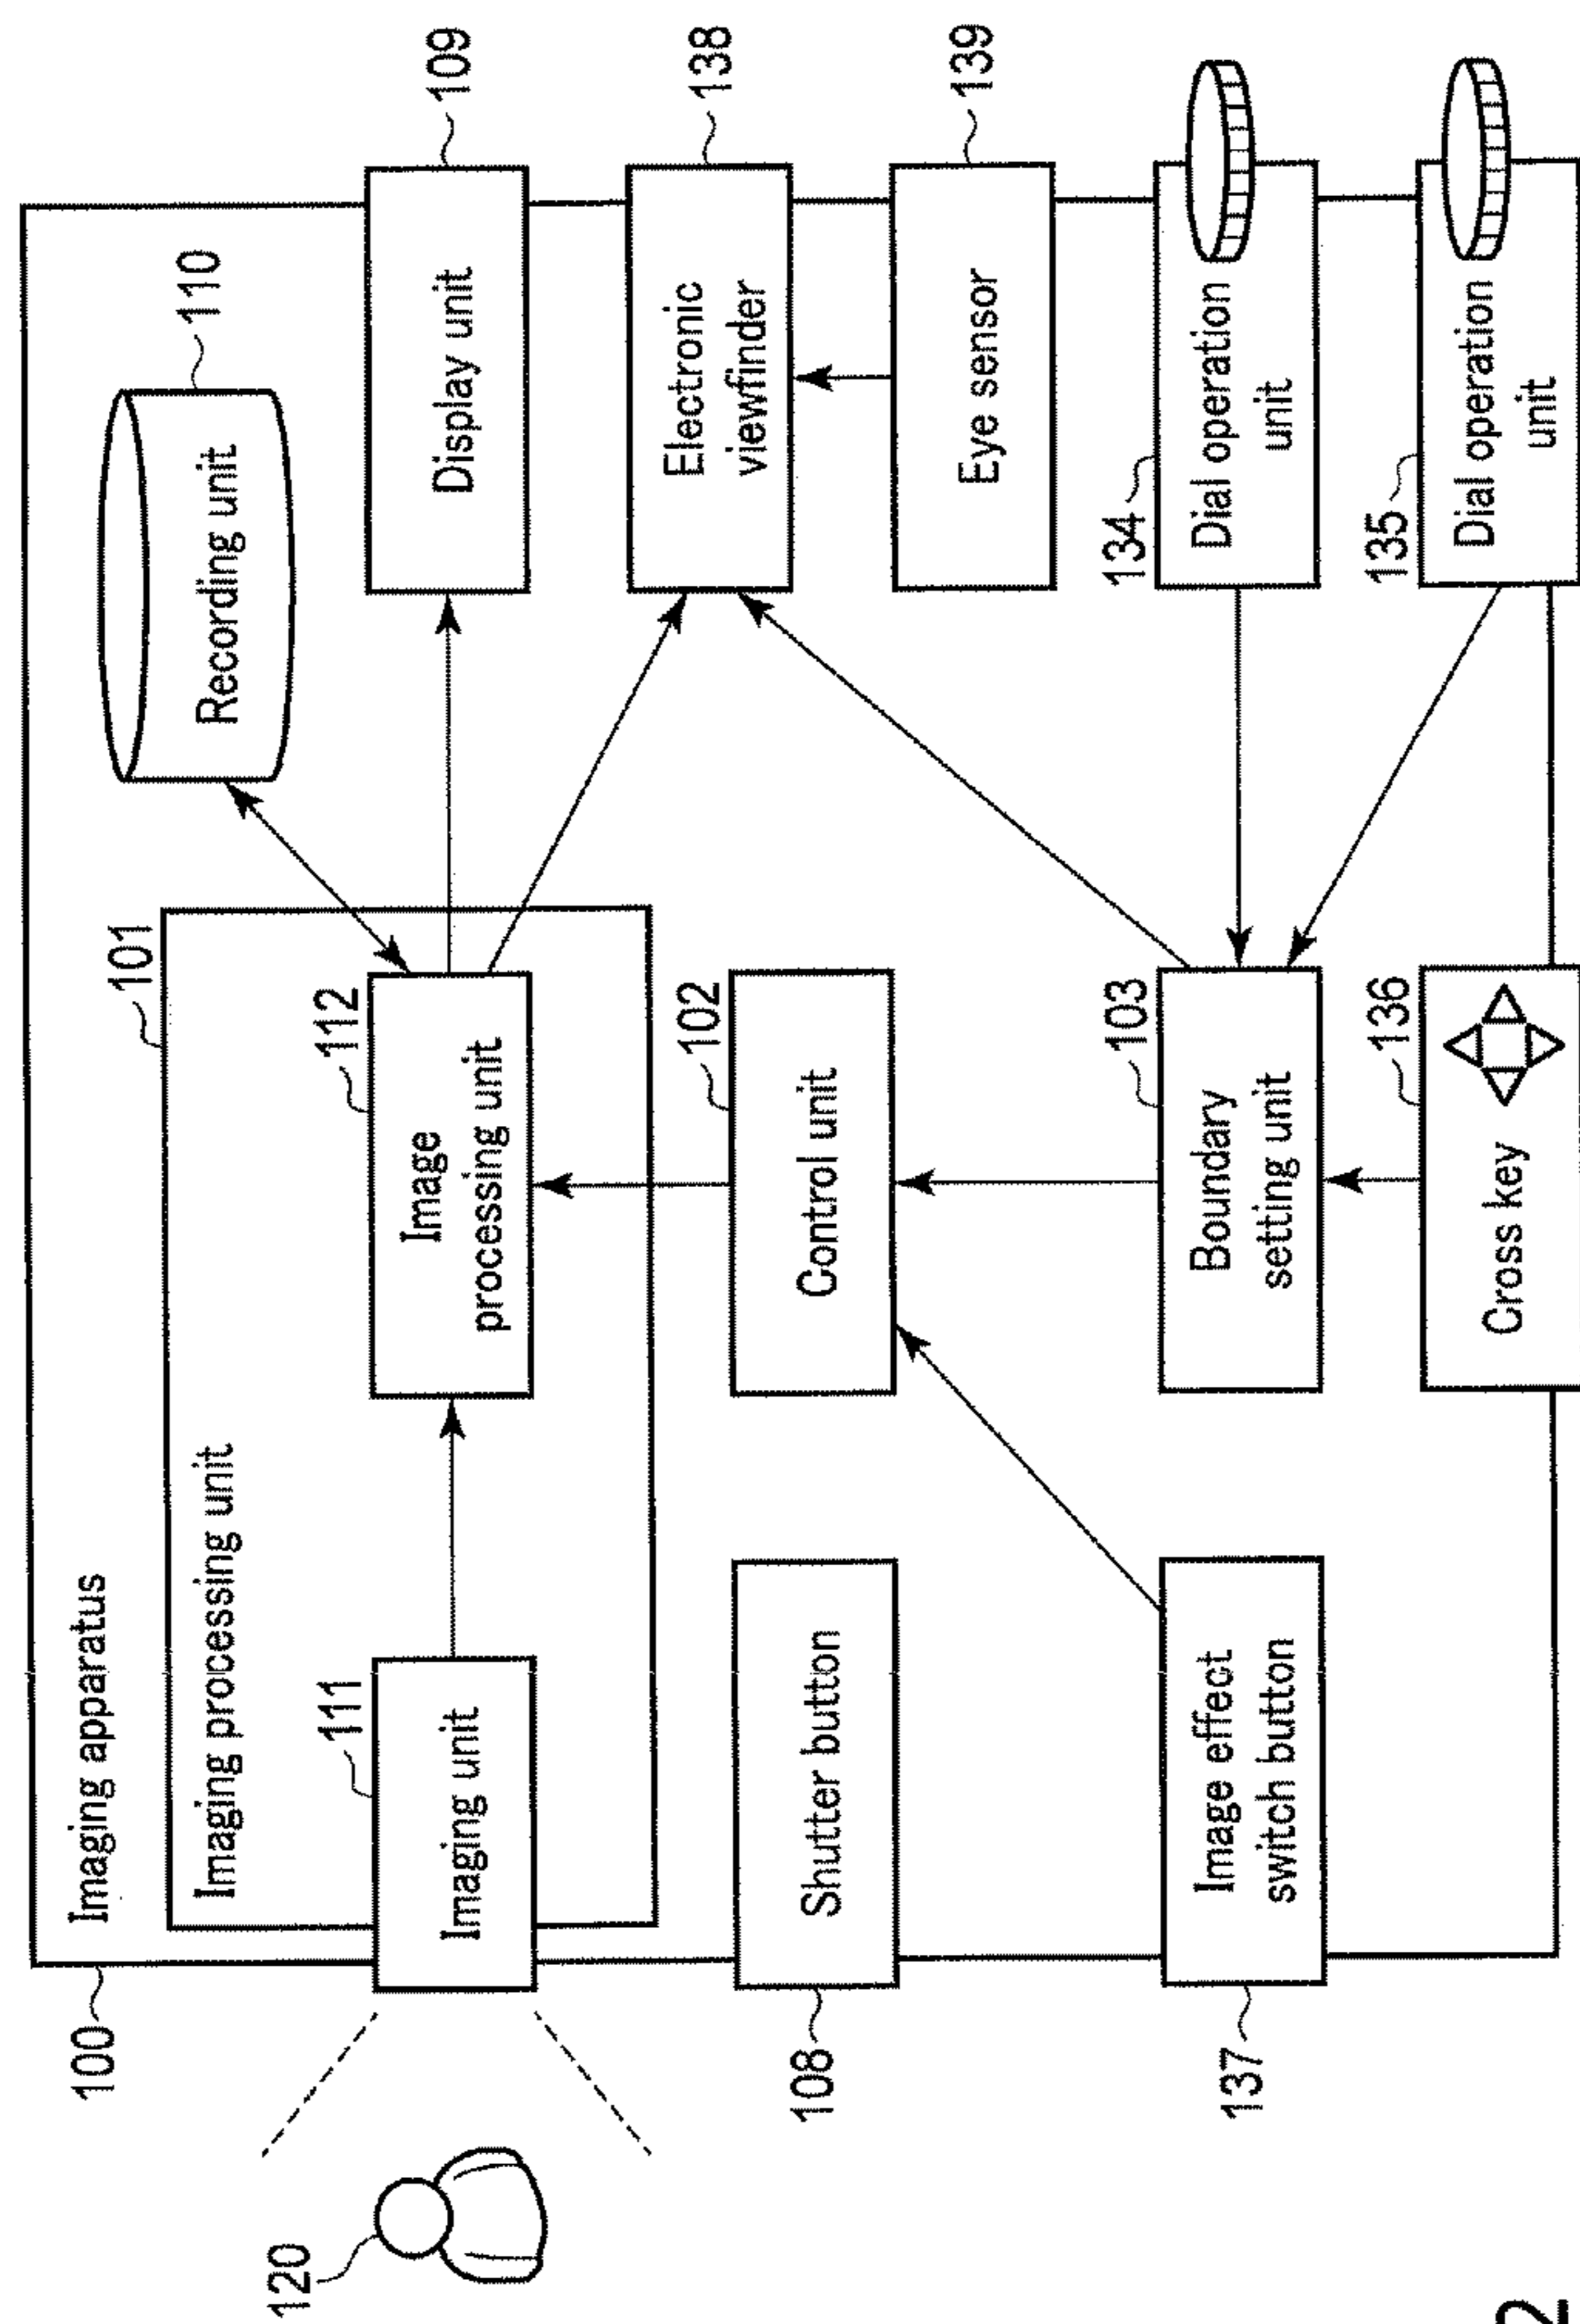 100
Imaging apparatus
101
Imaging processing unit
110
Recording unit
120
111
Imaging unit
112
Image
processing unit
Display unit
109
108
Shutter button
102
Control unit
Electronic
viewfinder
138
Eye sensor
139
137
Image effect
switch button
103
Boundary
setting unit
134
Dial operation
unit
136
Cross key
135
Dial operation
unit
2